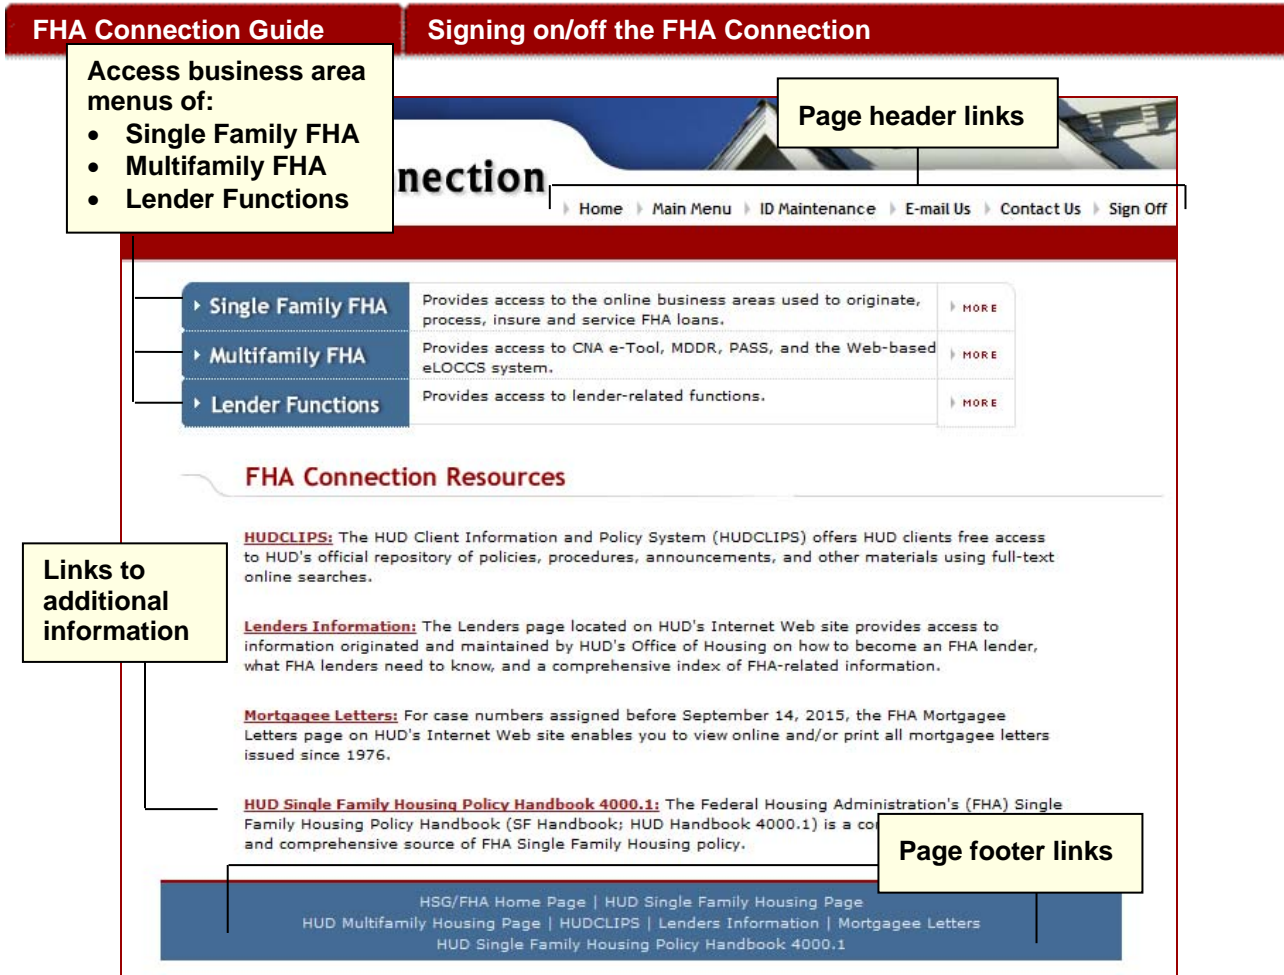 FHA Connection Guide
Signing on/off the FHA Connection
Access business area
menus of:
• Single Family FHA
• Multifamily FHA
• Lender Functions
Page header links
nection
Home Main Menu ID Maintenance E-mail Us Contact Us Sign Off
Single Family FHA
Provides access to the online business areas used to originate,
process, insure and service FHA loans.
MORE
Multifamily FHA
Provides access to CNA e-Tool, MDDR, PASS, and the Web-based
eLOCCS system.
MORE
Lender Functions
Provides access to lender-related functions.
MORE
FHA Connection Resources
HUDCLIPS: The HUD Client Information and Policy System (HUDCLIPS) offers HUD clients free access
to HUD's official repository of policies, procedures, announcements, and other materials using full-text
online searches.
Links to
additional
information
Lenders Information: The Lenders page located on HUD's Internet Web site provides access to
information originated and maintained by HUD's Office of Housing on how to become an FHA lender,
what FHA lenders need to know, and a comprehensive index of FHA-related information.
Mortgagee Letters: For case numbers assigned before September 14, 2015, the FHA Mortgagee
Letters page on HUD's Internet Web site enables you to view online and/or print all mortgagee letters
issued since 1976.
HUD Single Family Housing Policy Handbook 4000.1: The Federal Housing Administration's (FHA) Single
Family Housing Policy Handbook (SF Handbook; HUD Handbook 4000.1) is a
and comprehensive source of FHA Single Family Housing policy.
Page footer links
HSG/FHA Home Page | HUD Single Family Housing Page
HUD Multifamily Housing Page | HUDCLIPS | Lenders Information | Mortgagee Letters
HUD Single Family Housing Policy Handbook 4000.1